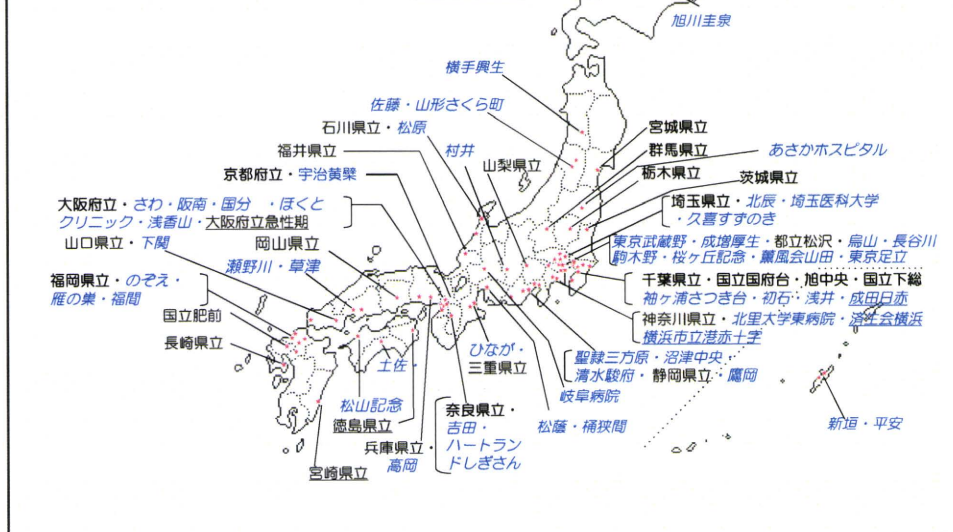 旭川圭泉
横手興生
佐藤・山形さくら町
石川県立・松原
宮城県立
福井県立
村井
群馬県立
あさかホスピタル
山梨県立
栃木県立
京都府立・宇治黄檗
茨城県立
大阪府立・さわ・阪南・国分 ・ほくと
クリニック・浅香山・大阪府立急性期
埼玉県立・北辰・埼玉医科大学
・久喜すずのき
山口県立・下関
岡山県立
東京武蔵野・成増厚生・都立松沢・烏山・長谷川
駒木野・桜ヶ丘記念・薫風会山田・東京足立
瀬野川・草津
福岡県立・のぞえ・
雁の巣・福間
千葉県立・国立国府台・旭中央・国立下総
袖ヶ浦さつき台・初石・浅井・成田日赤
国立肥前
神奈川県立・北里大学東病院・済生会横浜
横浜市立港赤十字
長崎県立
ひなが・
三重県立
聖隷三方原・沼津中央・
清水駿府・静岡県立・鷹岡
土佐・
岐阜病院
松山記念
徳島県立
奈良県立・
吉田・
ハートラン
ドしぎさん
松蔭・桶狭間
新垣・平安
兵庫県立・
高岡
宮崎県立